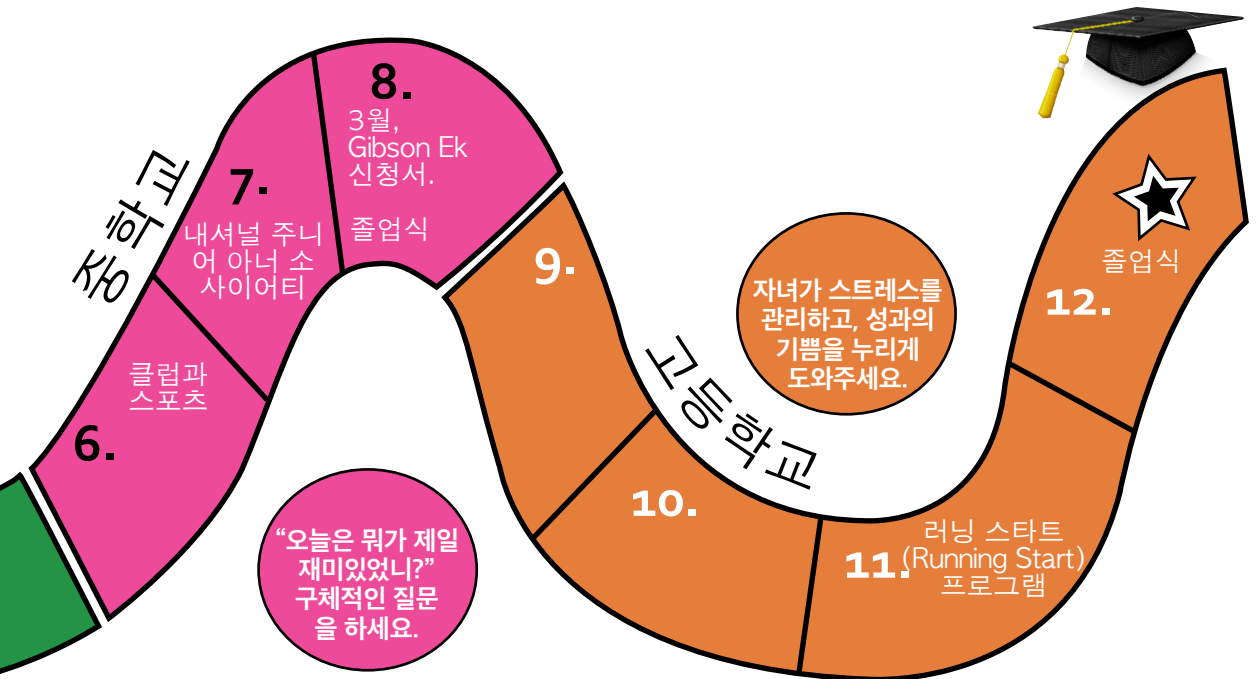 중학교
6.
클럽과
스포츠
7.
내셔널 주니
어 아너 소
사이어티
8.
3월,
Gibson Ek
신청서.
졸업식
“오늘은 뭐가 제일
재미있었니?”
구체적인 질문
을 하세요.
고등학교
9.
10.
11.
러닝 스타트
(Running Start)
프로그램
12.
졸업식
자녀가 스트레스를
관리하고, 성과의
기쁨을 누리게
도와주세요.